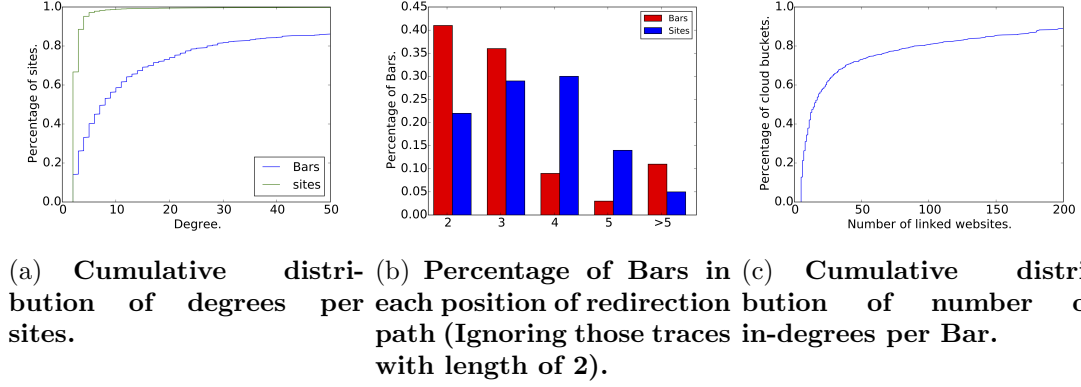 1.0
0.8
0.6
0.4
0.2
0.0
Percentage of sites.
0 10 20 30 40 50
Degree.
Bars
sites
0.45
0.40
0.35
0.30
0.25
0.20
0.15
0.10
0.05
0.00
Percentage of Bars.
2 3 4 5 >5
Bars
Sites
1.0
0.8
0.6
0.4
0.2
0.0
Percentage of cloud buckets.
0 50 100 150 200
Number of linked websites.
(a) Cumulative distri-
bution of degrees per
sites.
(b) Percentage of Bars in
each position of redirection
path (Ignoring those traces
with length of 2).
(c) Cumulative distri
bution of number o
in-degrees per Bar.